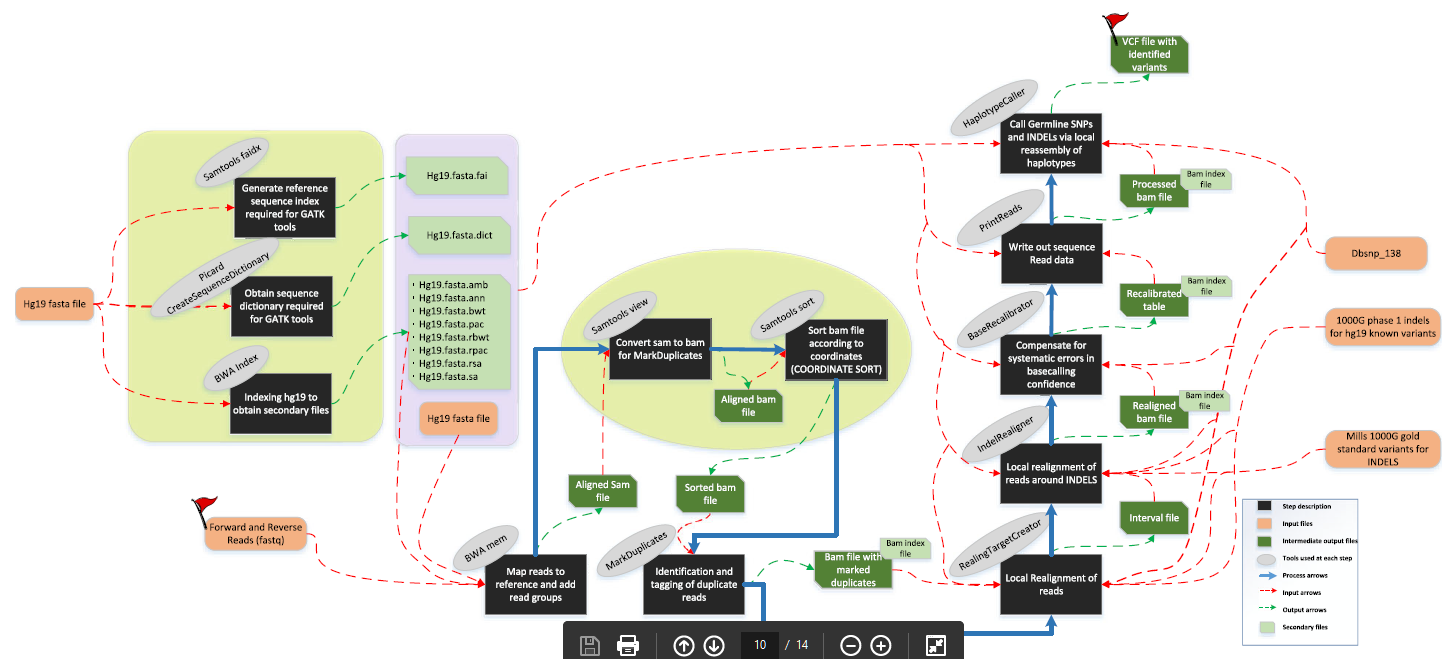 VCF file with
identified
variants
HaplotypeCaller
Call Germline SNPs
and INDELs via local
reassembly of
haplotypes
Samtools faidx
Generate reference
sequence index
required for GATK
tools
Hg19.fasta.fai
Processed
bam file
Bam index
file
PrintReads
Write out sequence
Read data
Hg19.fasta.dict
Dbsnp_138
Picard
CreateSequenceDictionary
Obtain sequence
dictionary required
for GATK tools
Hg19 fasta file
· Hg19.fasta.amb
· Hg19.fasta.ann
· Hg19.fasta.bwt
· Hg19.fasta.pac
· Hg19.fasta.rbwt
· Hg19.fasta.rpac
· Hg19.fasta.rsa
· Hg19.fasta.sa
Recalibrated
table
Bam index
file
1000G phase 1 indels
for hg19 known variants
Samtools view
Convert sam to bam
for MarkDuplicates
Samtools sort
Sort bam file
according to
coordinates
(COORDINATE SORT)
BaseRecalibrator
Compensate for
systematic errors in
basecalling
confidence
BWA Index
Indexing hg19 to
obtain secondary files
Hg19 fasta file
Aligned bam
file
Realigned
bam file
Bam index
file
IndelRealigner
Local realignment of
reads around INDELS
Mills 1000G gold
standard variants for
INDELS
Aligned Sam
file
Sorted bam
file
Interval file
Forward and Reverse
Reads (fastq)
BWA mem
Map reads to
reference and add
read groups
MarkDuplicates
Identification and
tagging of duplicate
reads
Bam file with
marked
duplicates
Bam index
file
RealingTargetCreator
Local Realignment of
reads
Step description
Input files
Intermediate output files
Tools used at each step
Process arrows
Input arrows
Output arrows
Secondary files
10 / 14